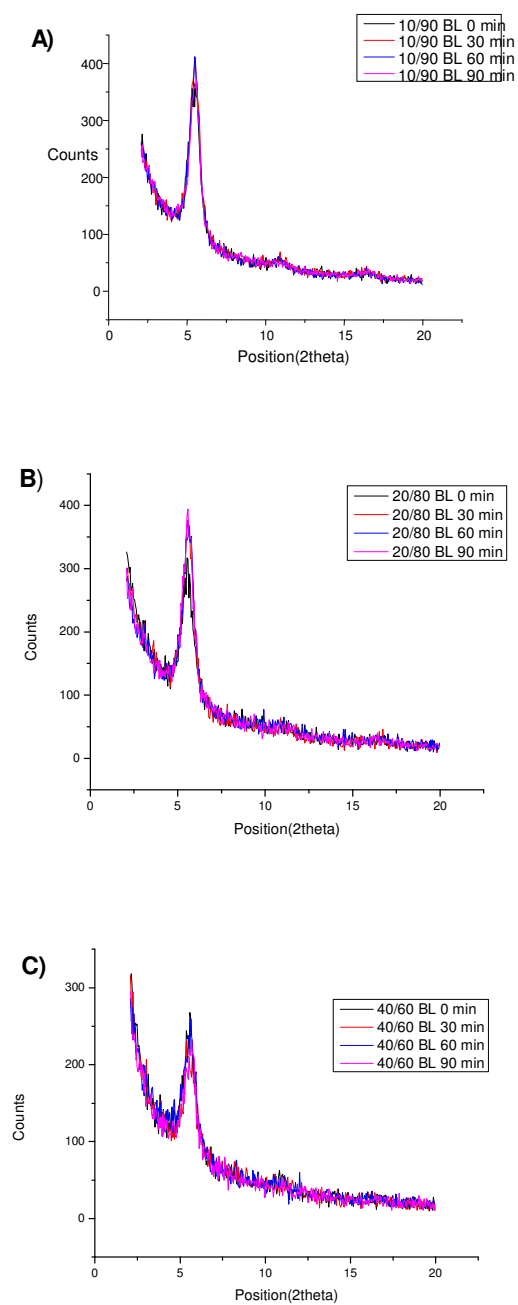 A)
10/90 BL 0 min
10/90 BL 30 min
10/90 BL 60 min
10/90 BL 90 min
400
300
Counts
200
100
0
0 5 10 15 20
Position(2theta)
B)
20/80 BL 0 min
20/80 BL 30 min
20/80 BL 60 min
20/80 BL 90 min
400
300
Counts
200
100
0
0 5 10 15 20
Position(2theta)
C)
40/60 BL 0 min
40/60 BL 30 min
40/60 BL 60 min
40/60 BL 90 min
300
200
Counts
100
0
0 5 10 15 20
Position(2theta)